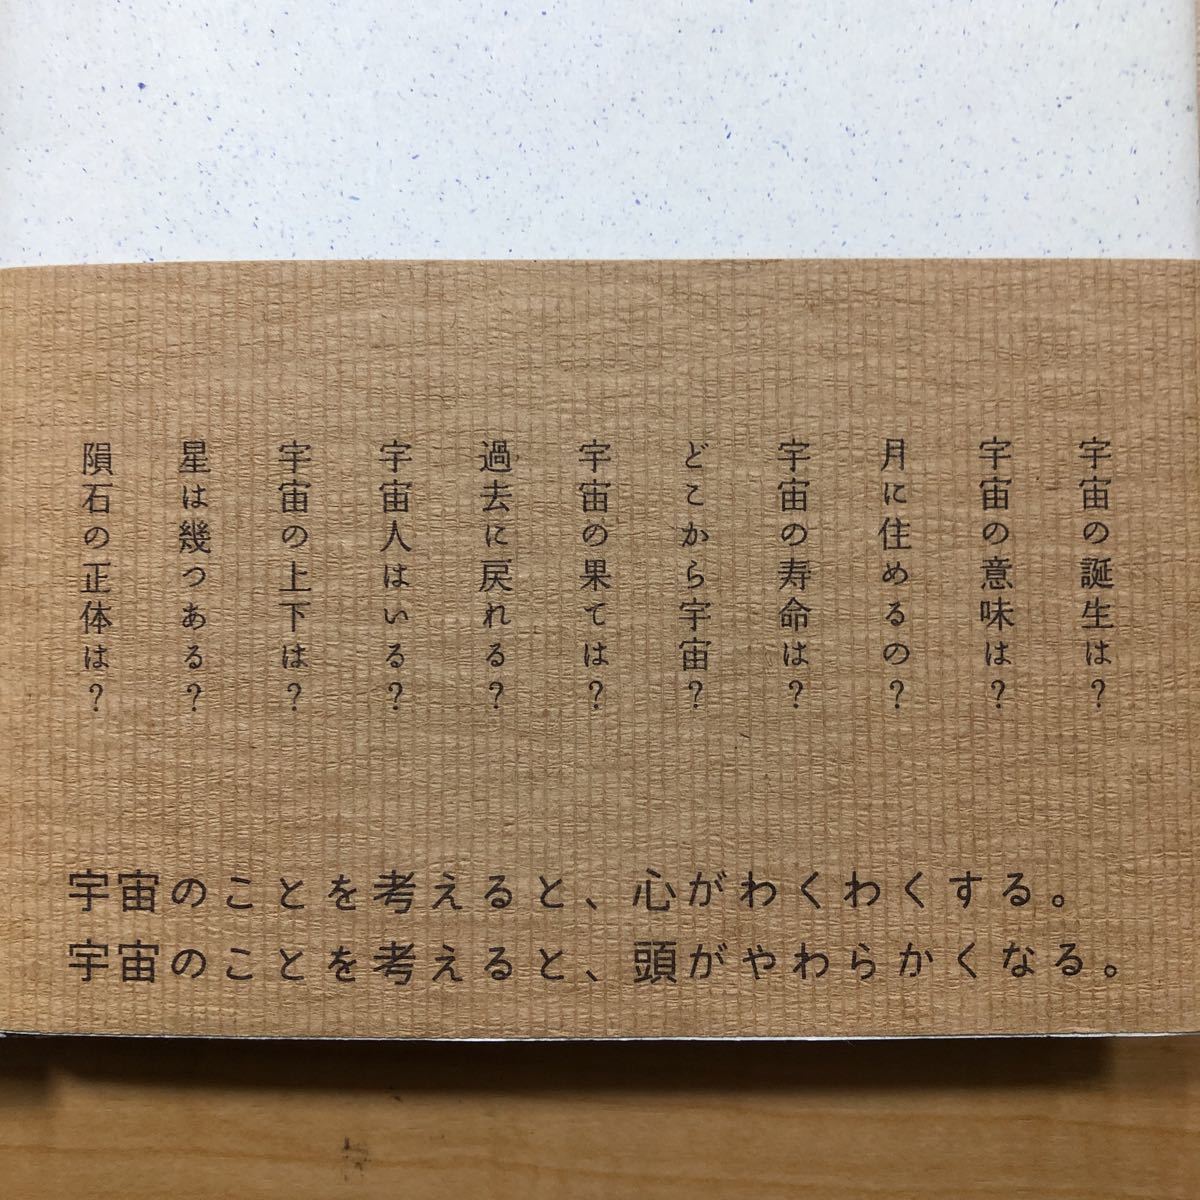 宇宙の誕生は?
宇宙の意味は?
月に住めるの?
宇宙の寿命は?
どこから宇宙?
宇宙の果ては?
過去に戻れる?
宇宙人はいる?
宇宙の上下は?
星は幾つある?
隕石の正体は?
宇宙のことを考えると、心がわくわくする。
宇宙のことを考えると、頭がやわらかくなる。